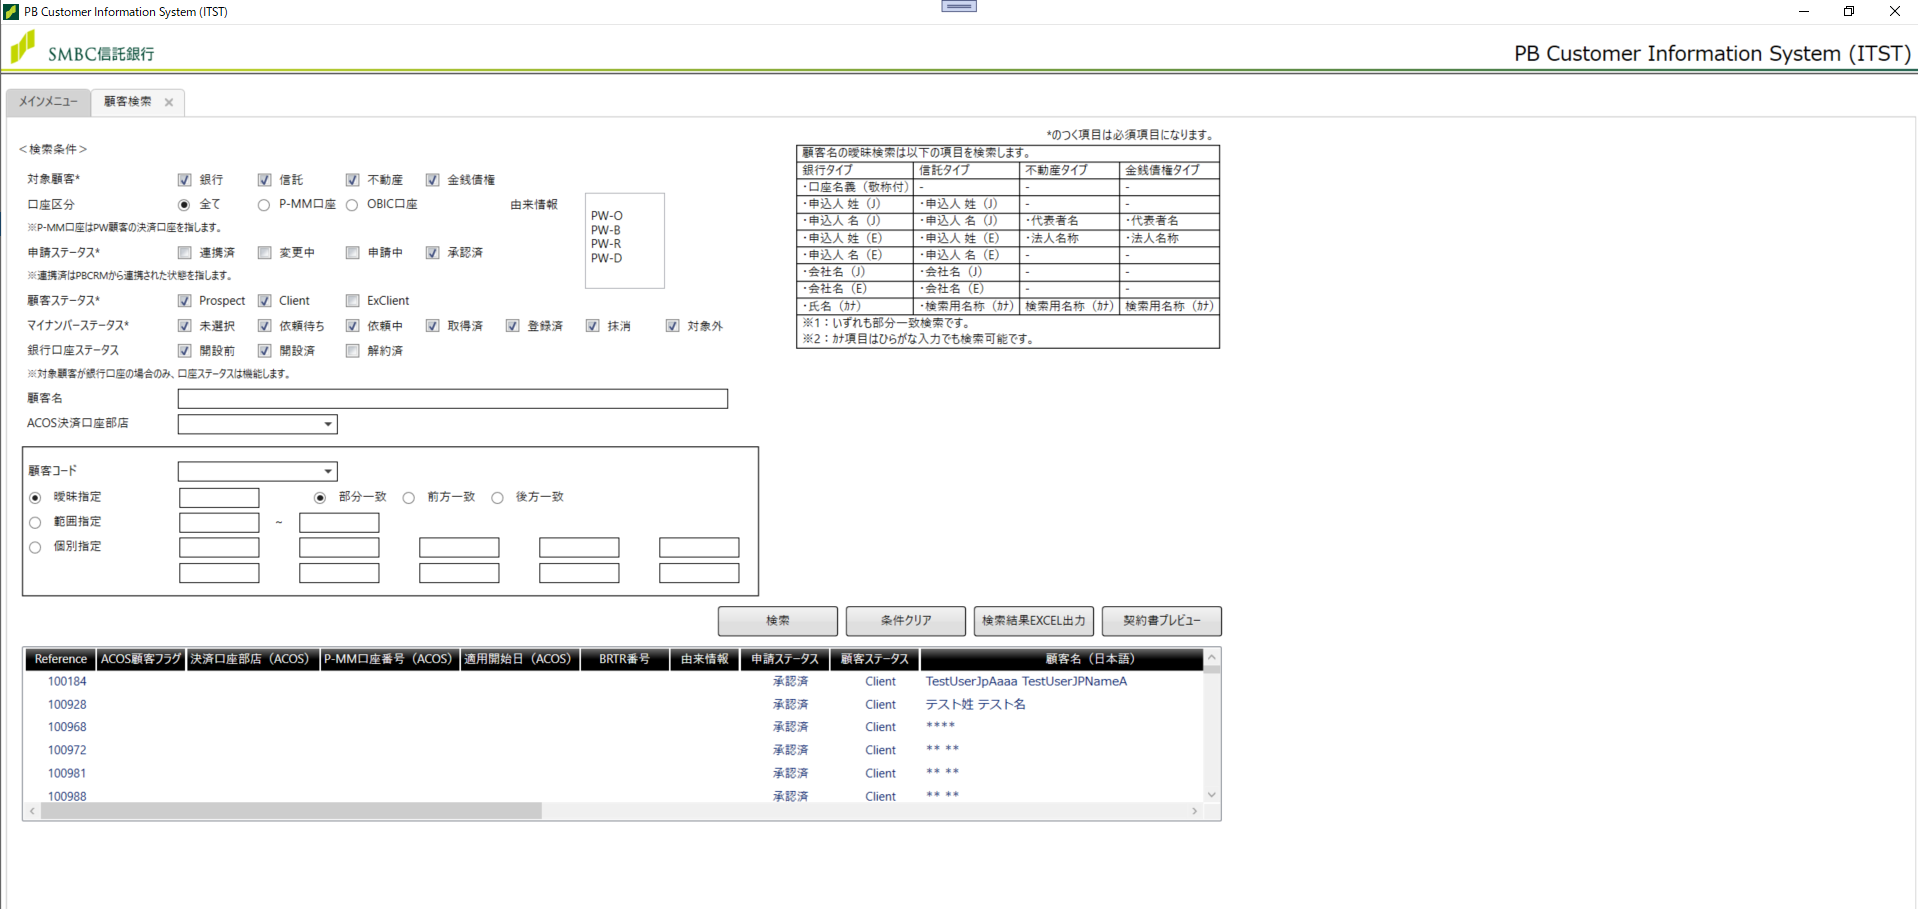 PB Customer Information System (ITST)
SMBC信託銀行
PB Customer Information System (ITST)
メインメニュー 顧客検索
*のつく項目は必須項目になります。
<検索条件>
対象顧客* 銀行 信託 不動産 金銭債権
口座区分 全て P-MM口座 OBIC口座 由来情報
PW-O
PW-B
PW-R
PW-D
※P-MM口座はPW顧客の決済口座を指します。
申請ステータス* 連携済 変更中 申請中 承認済
※連携済はPBCRMから連携された状態を指します。
顧客ステータス* Prospect Client ExClient
マイナンバーステータス* 未選択 依頼待ち 依頼中 取得済 登録済 抹消 対象外
銀行口座ステータス 開設前 開設済 解約済
※対象顧客が銀行口座の場合のみ、口座ステータスは機能します。
顧客名
ACOS決済口座部店
顧客名の曖昧検索は以下の項目を検索します。
銀行タイプ 信託タイプ 不動産タイプ 金銭債権タイプ
・口座名義（敬称付） - - -
・申込人 姓（J） ・申込人 姓（J） - -
・申込人 名（J） ・申込人 名（J） ・代表者名 ・代表者名
・申込人 姓（E） ・申込人 姓（E） ・法人名称 ・法人名称
・申込人 名（E） ・申込人 名（E） - -
・会社名（J） ・会社名（J） - -
・会社名（E） ・会社名（E） - -
・氏名（ｶﾅ） ・検索用名称（ｶﾅ） 検索用名称（ｶﾅ） 検索用名称（ｶﾅ）
※1：いずれも部分一致検索です。
※2：ｶﾅ項目はひらがな入力でも検索可能です。
顧客コード
曖昧指定 部分一致 前方一致 後方一致
範囲指定 ~
個別指定
検索 条件クリア 検索結果EXCEL出力 契約書プレビュー
Reference ACOS顧客フラグ 決済口座部店（ACOS） P-MM口座番号（ACOS） 適用開始日（ACOS） BRTR番号 由来情報 申請ステータス 顧客ステータス 顧客名（日本語）
100184 承認済 Client TestUserJpAaaa TestUserJPNameA
100928 承認済 Client テスト姓 テスト名
100968 承認済 Client ****
100972 承認済 Client ** **
100981 承認済 Client ** **
100988 承認済 Client ** **